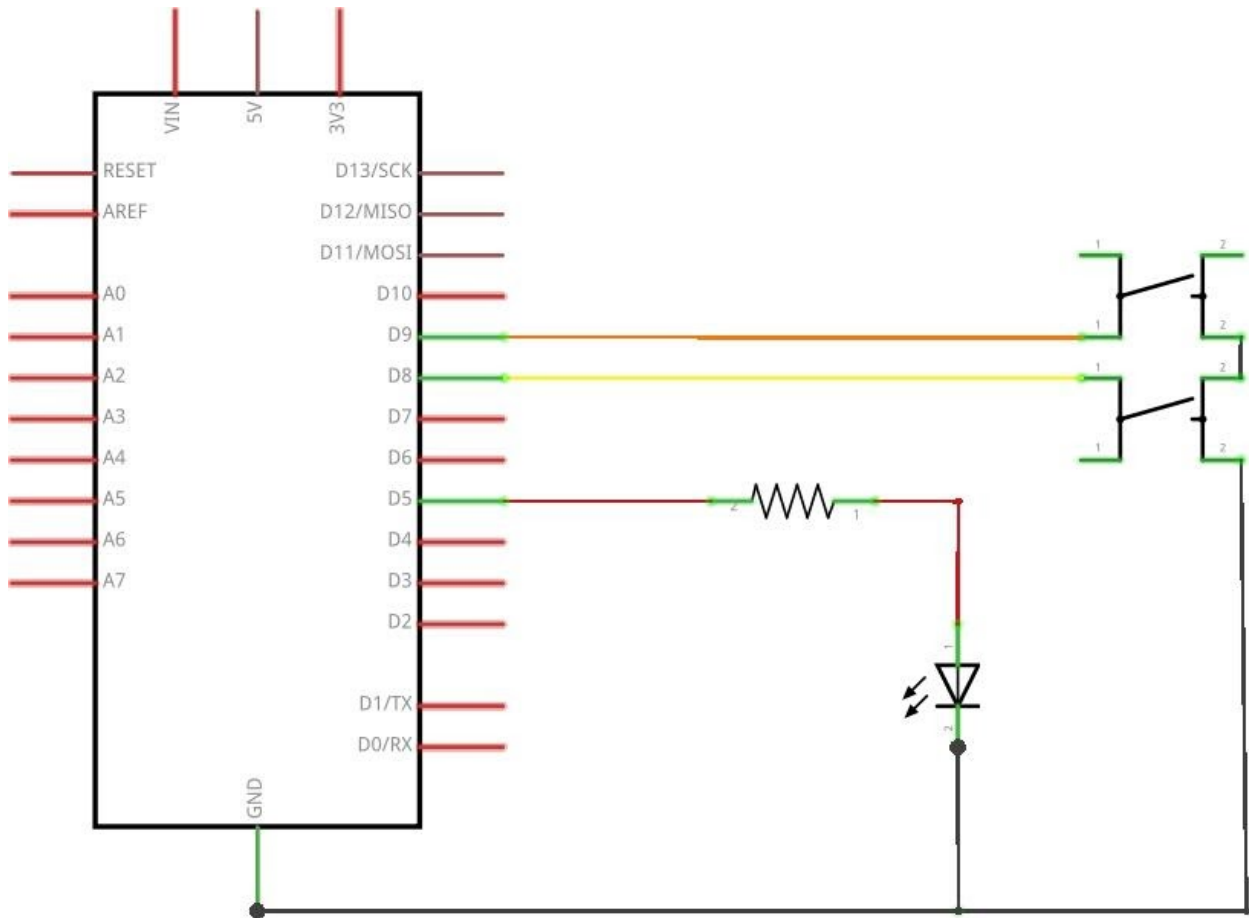 VIN
5V
3V3
RESET
D13/SCK
AREF
D12/MISO
D11/MOSI
1
2
A0
D10
A1
D9
1
2
A2
D8
1
2
A3
D7
A4
D6
1
2
A5
D5
2
1
A6
D4
A7
D3
D2
1
D1/TX
2
D0/RX
GND